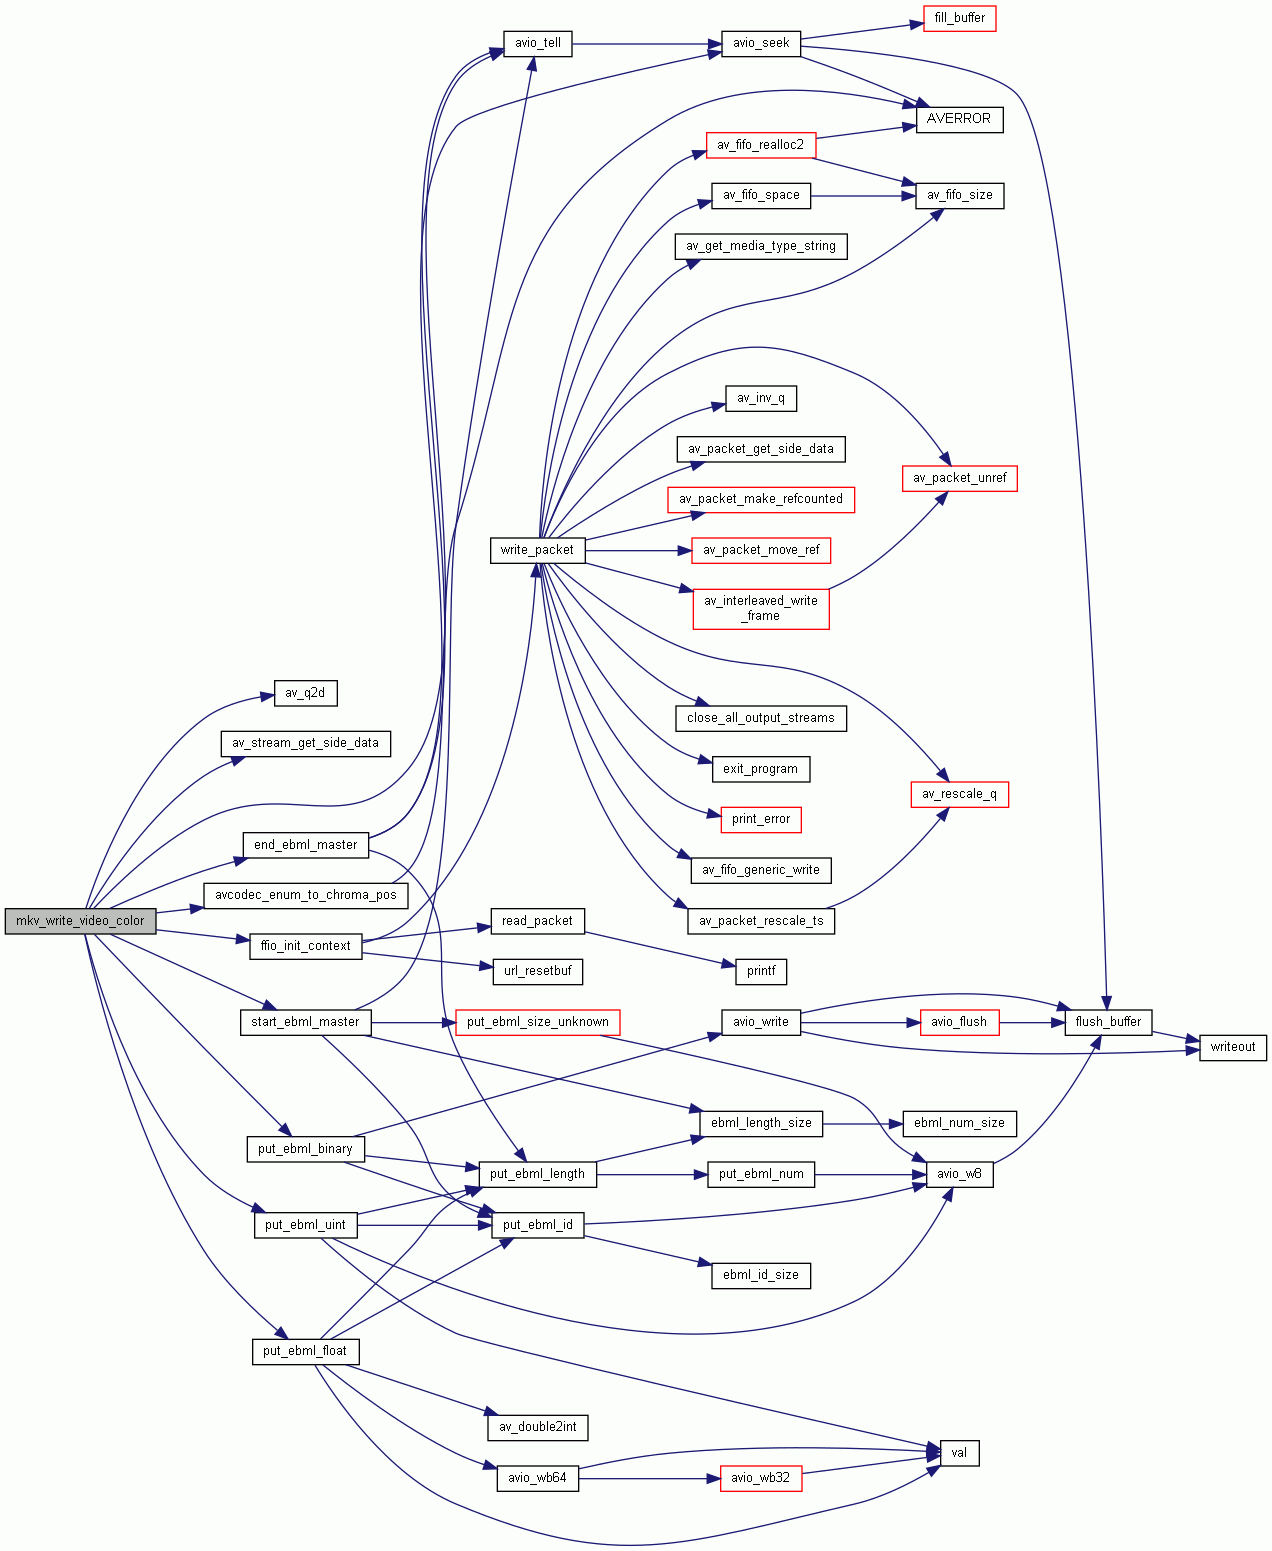 fill_buffer
avio_tell
avio_seek
AVERROR
av_fifo_realloc2
av_fifo_space
av_fifo_size
av_get_media_type_string
av_inv_q
av_packet_get_side_data
av_packet_unref
av_packet_make_refcounted
write_packet
av_packet_move_ref
av_interleaved_write
_frame
av_q2d
close_all_output_streams
av_stream_get_side_data
exit_program
av_rescale_q
print_error
end_ebml_master
av_fifo_generic_write
avcodec_enum_to_chroma_pos
mkv_write_video_color
read_packet
av_packet_rescale_ts
ffio_init_context
url_resetbuf
printf
start_ebml_master
put_ebml_size_unknown
avio_write
avio_flush
flush_buffer
writeout
ebml_length_size
ebml_num_size
put_ebml_binary
put_ebml_length
put_ebml_num
avio_w8
put_ebml_uint
put_ebml_id
ebml_id_size
put_ebml_float
av_double2int
val
avio_wb64
avio_wb32